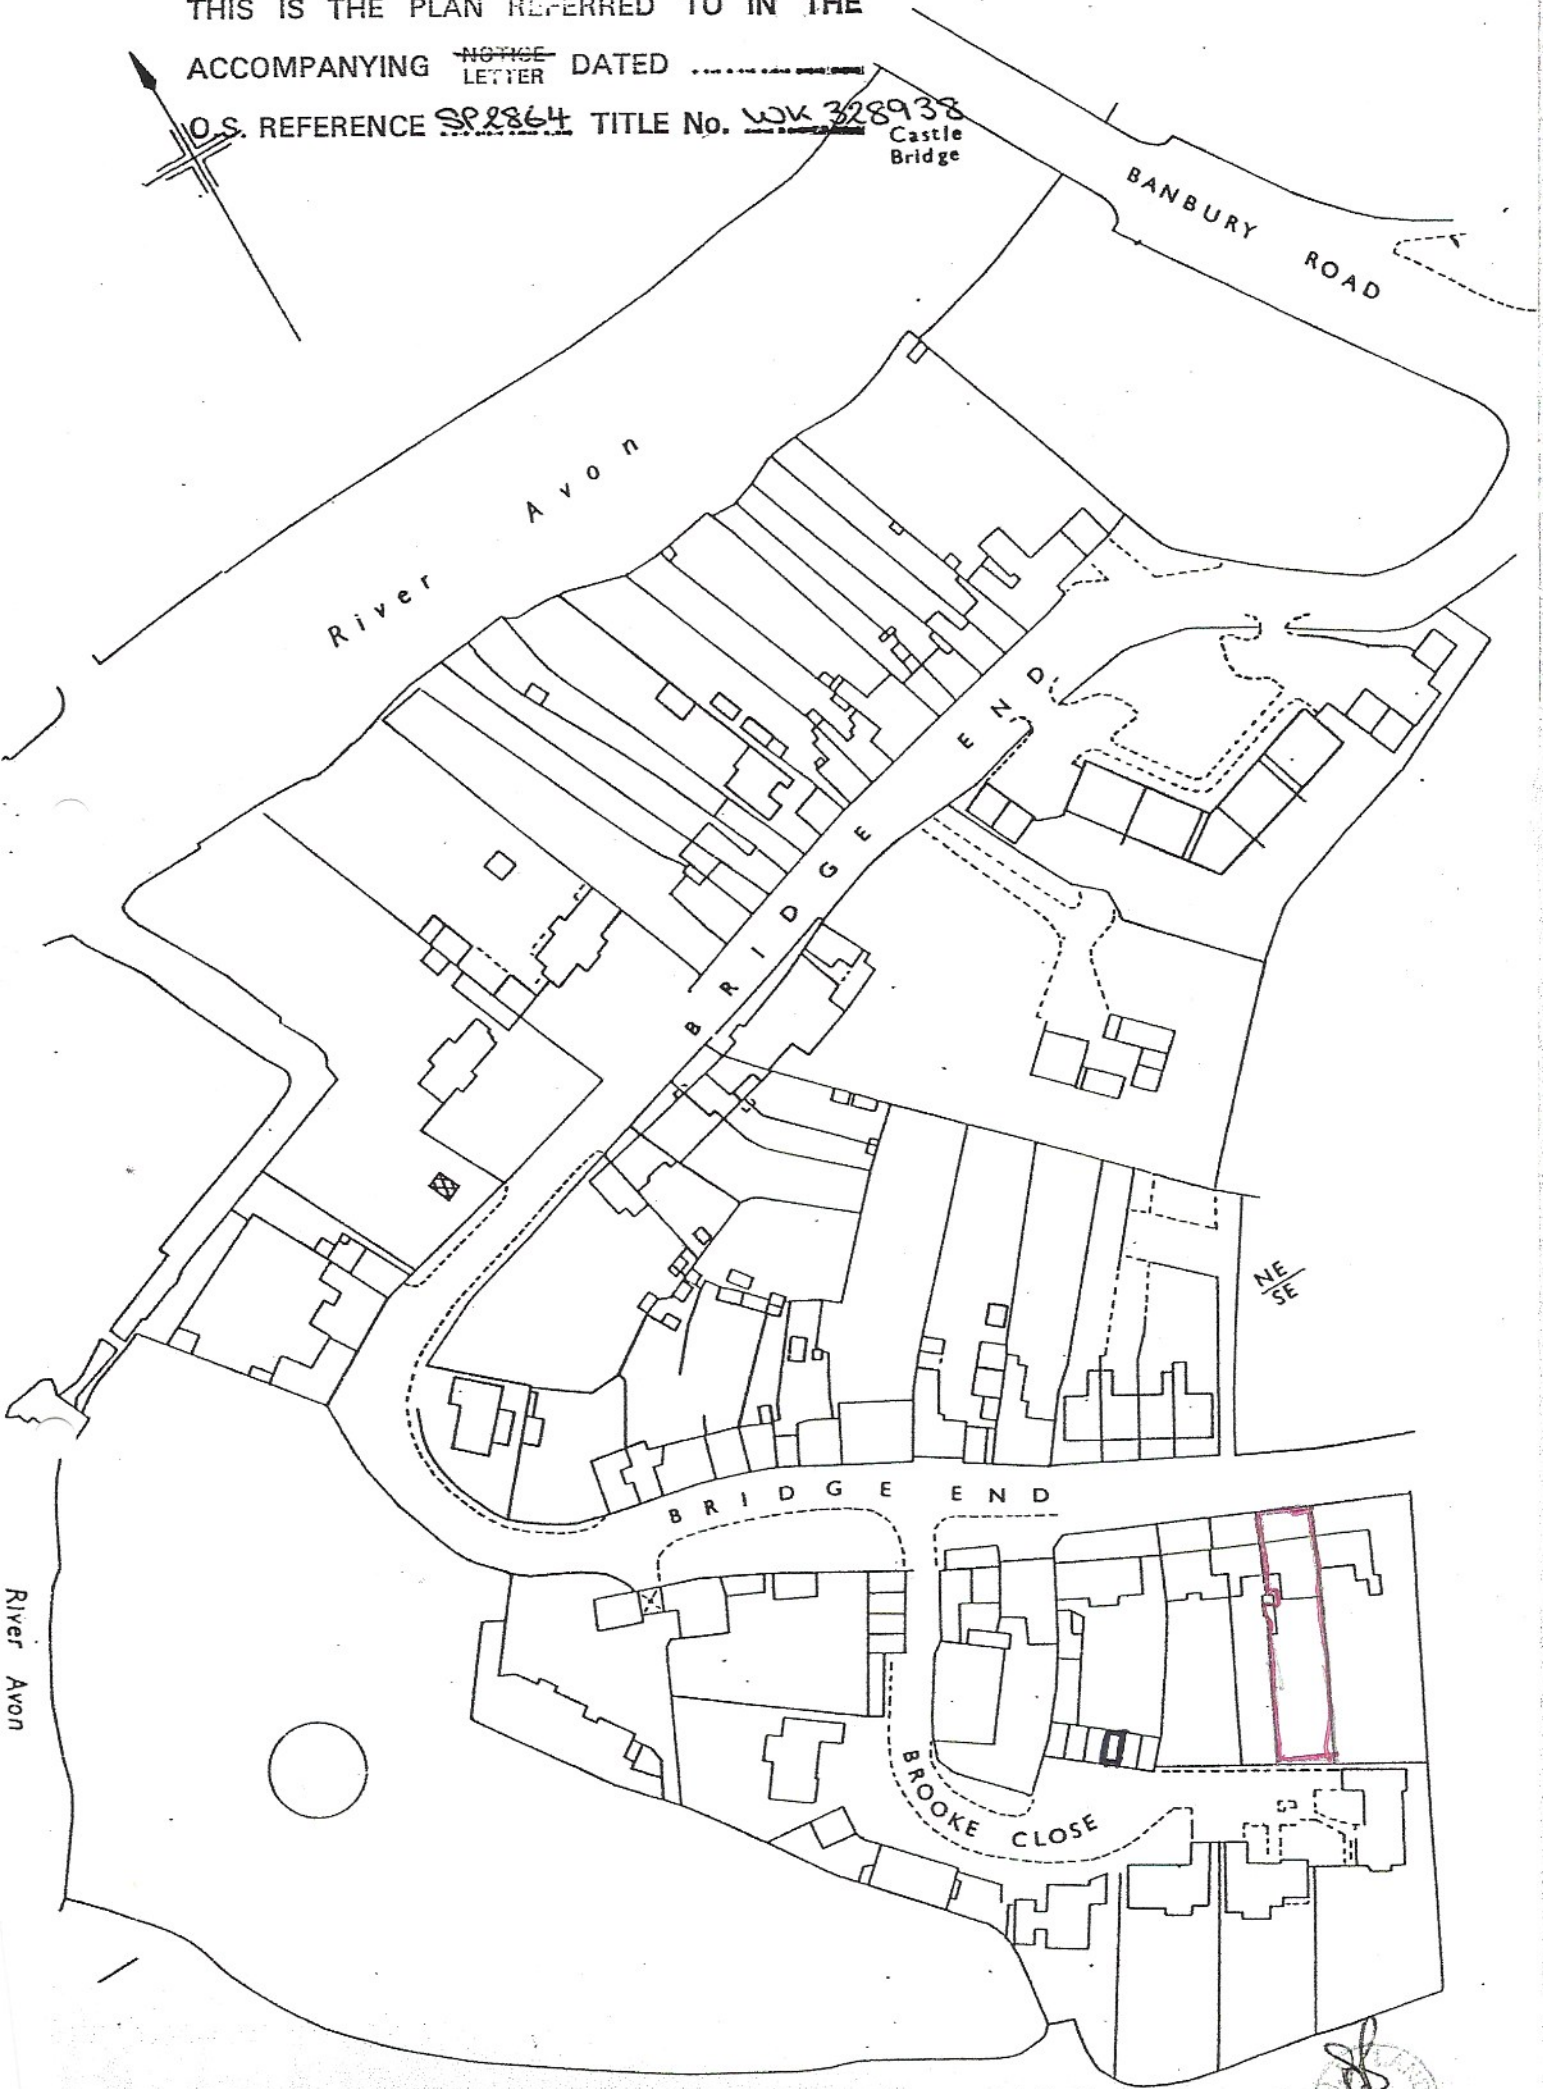 THIS IS THE PLAN REFERRED TO IN THE
ACCOMPANYING NOTICE LETTER DATED ....................
O.S. REFERENCE SP2864 TITLE No. WK 328938
Castle
Bridge
BANBURY ROAD
River Avon
BRIDGE END
NE
SE
BRIDGE END
River Avon
BROOKE CLOSE